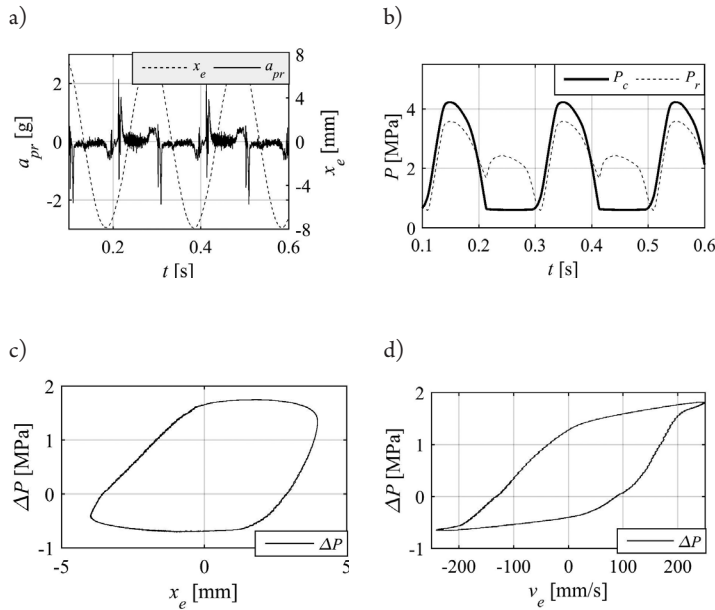 a)
x_e a_pr
a_pr [g]
2
0
-2
8
4
0
-4
-8
x_e [mm]
0.2 0.4 0.6
t [s]
b)
P_c P_r
P [MPa]
4
2
0
0.1 0.2 0.3 0.4 0.5 0.6
t [s]
c)
ΔP [MPa]
2
1
0
-1
ΔP
-5 0 5
x_e [mm]
d)
ΔP [MPa]
2
1
0
-1
ΔP
-200 -100 0 100 200
v_e [mm/s]